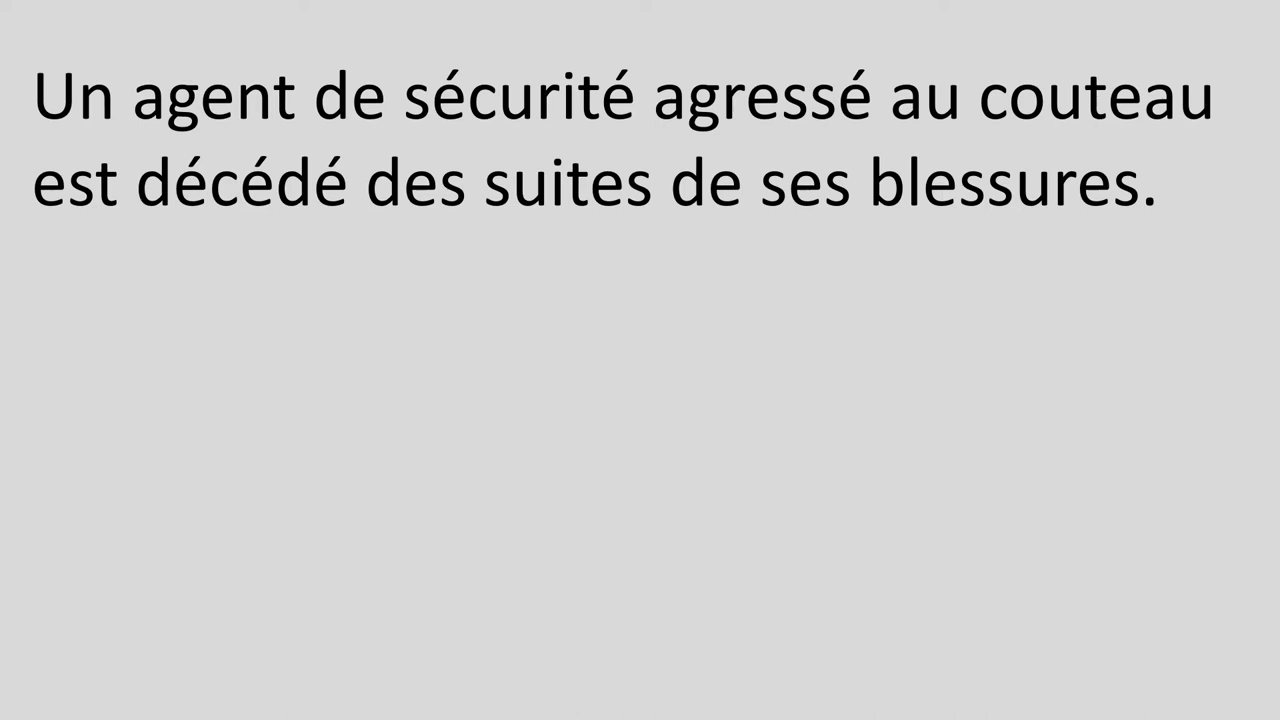 Un agent de sécurité agressé au couteau
est décédé des suites de ses blessures.